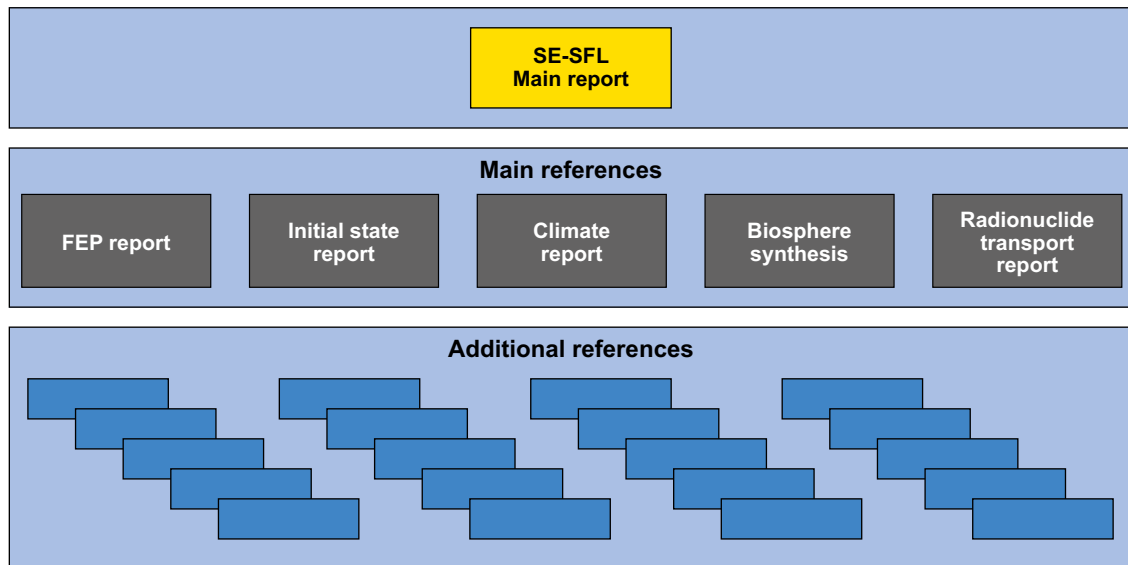 SE-SFL
Main report
Main references
FEP report
Initial state
report
Climate
report
Biosphere
synthesis
Radionuclide
transport
report
Additional references